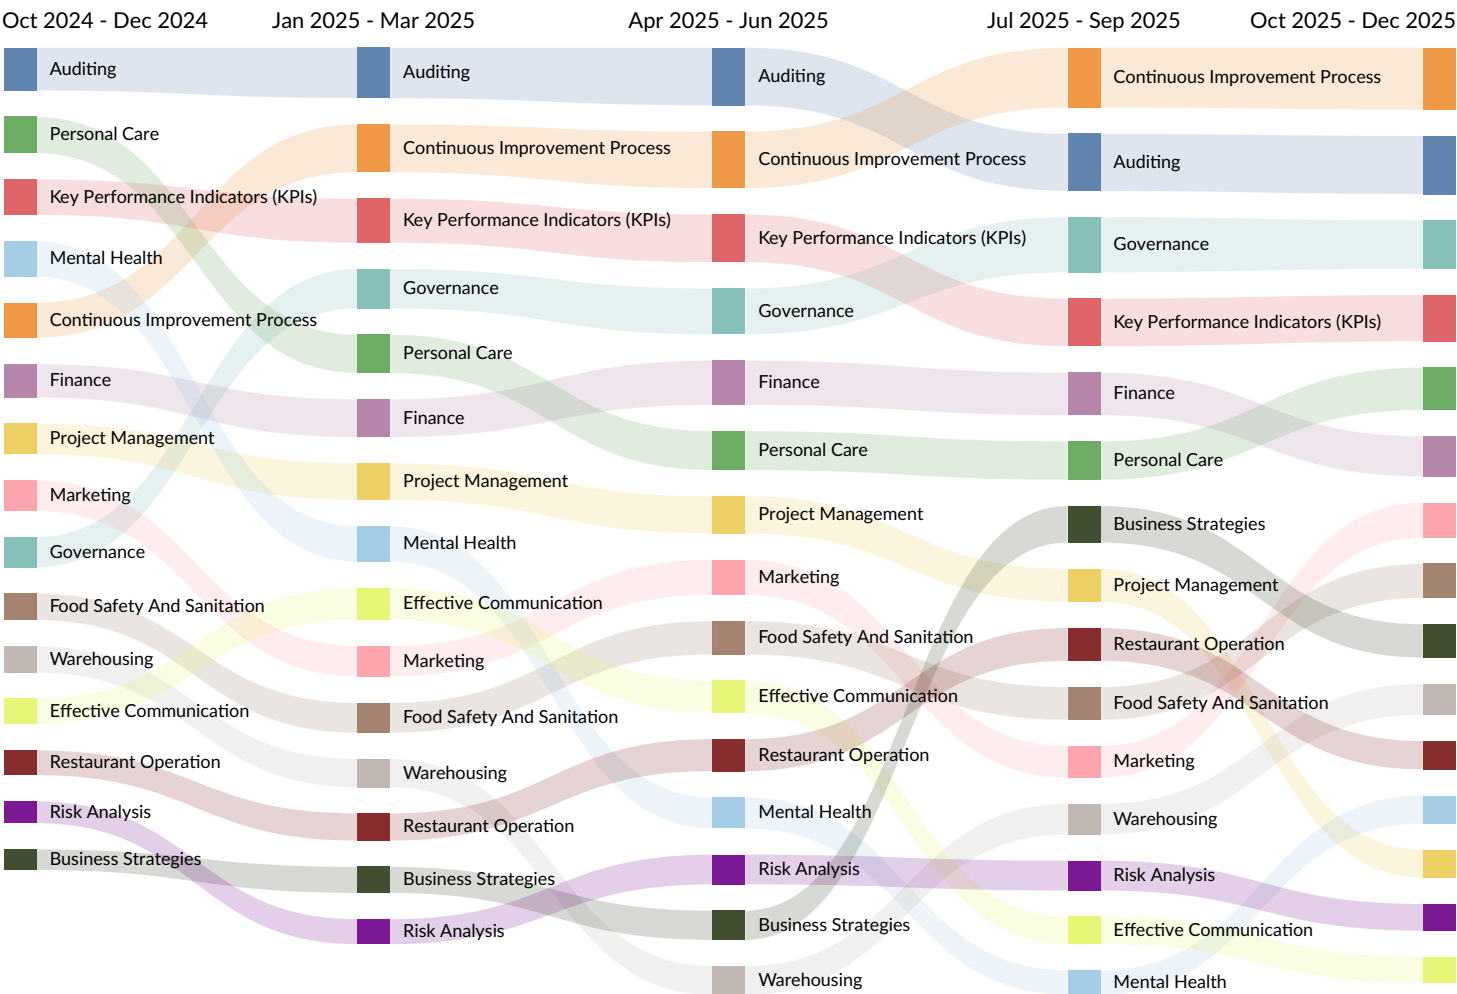 Oct 2024 - Dec 2024
Jan 2025 - Mar 2025
Apr 2025 - Jun 2025
Jul 2025 - Sep 2025
Oct 2025 - Dec 2025
Auditing
Personal Care
Key Performance Indicators (KPIs)
Mental Health
Continuous Improvement Process
Finance
Project Management
Marketing
Governance
Food Safety And Sanitation
Warehousing
Effective Communication
Restaurant Operation
Risk Analysis
Business Strategies
Auditing
Continuous Improvement Process
Key Performance Indicators (KPIs)
Governance
Personal Care
Finance
Project Management
Mental Health
Effective Communication
Marketing
Food Safety And Sanitation
Warehousing
Restaurant Operation
Business Strategies
Risk Analysis
Auditing
Continuous Improvement Process
Key Performance Indicators (KPIs)
Governance
Finance
Personal Care
Project Management
Marketing
Food Safety And Sanitation
Effective Communication
Restaurant Operation
Mental Health
Risk Analysis
Business Strategies
Warehousing
Continuous Improvement Process
Auditing
Governance
Key Performance Indicators (KPIs)
Finance
Personal Care
Business Strategies
Project Management
Restaurant Operation
Food Safety And Sanitation
Marketing
Warehousing
Risk Analysis
Effective Communication
Mental Health